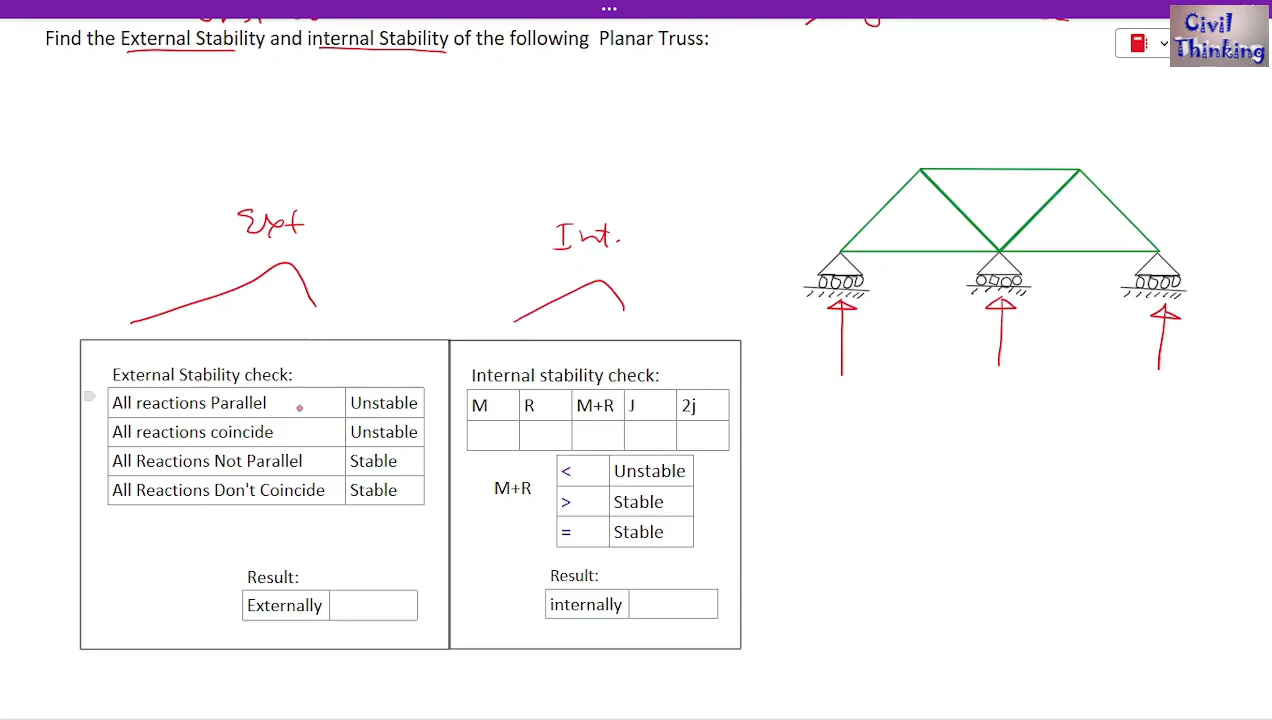 •••
Civil
Thinking
Find the External Stability and internal Stability of the following Planar Truss:
Ext
Int.
External Stability check:
All reactions Parallel Unstable
All reactions coincide Unstable
All Reactions Not Parallel Stable
All Reactions Don't Coincide Stable
Result:
Externally
Internal stability check:
M R M+R J 2j
M+R
< Unstable
> Stable
= Stable
Result:
internally